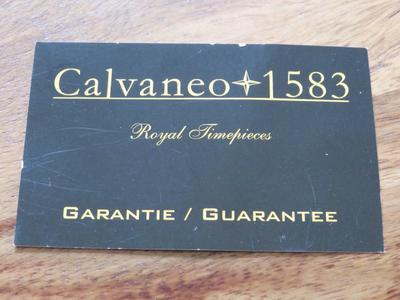 Calvaneo 1583
Royal Timepieces
GARANTIE / GUARANTEE